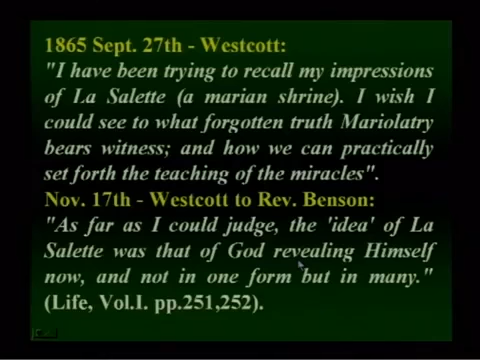 1865 Sept. 27th - Westcott:
"I have been trying to recall my impressions
of La Salette (a marian shrine). I wish I
could see to what forgotten truth Mariolatry
bears witness; and how we can practically
set forth the teaching of the miracles".
Nov. 17th - Westcott to Rev. Benson:
"As far as I could judge, the 'idea' of La
Salette was that of God revealing Himself
now, and not in one form but in many."
(Life, Vol.I. pp.251,252).